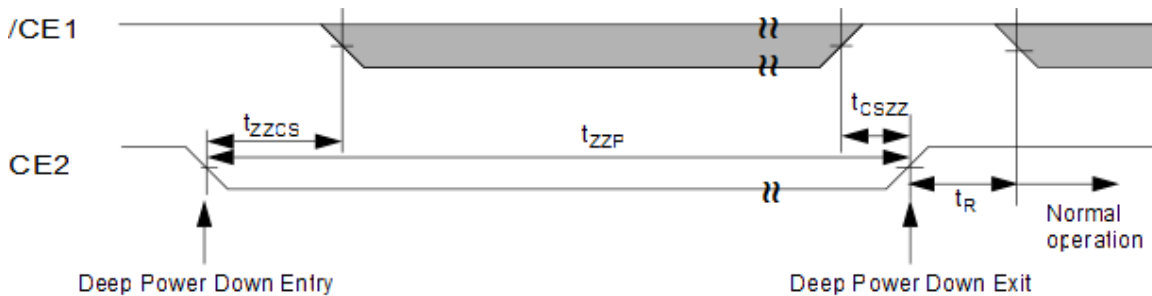 /CE1
tZZCS
tZZP
tCSZZ
CE2
tR
Normal
operation
Deep Power Down Entry
Deep Power Down Exit